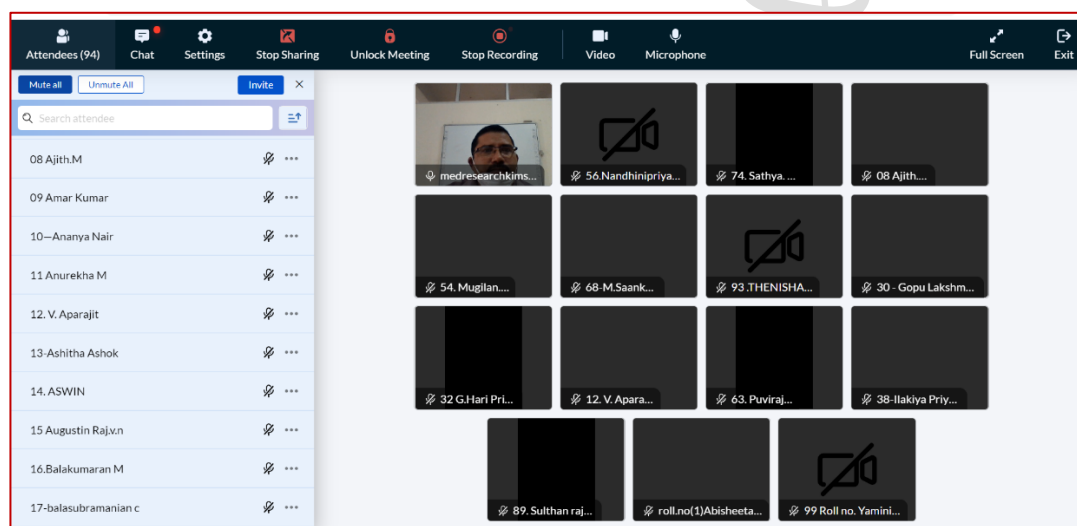 Attendees (94) Chat Settings Stop Sharing Unlock Meeting Stop Recording Video Microphone Full Screen Exit
Mute all Unmute All Invite
Search attendee
08 Ajith.M
09 Amar Kumar
10—Ananya Nair
11 Anurekha M
12. V. Aparajit
13-Ashitha Ashok
14. ASWIN
15 Augustin Raj.v.n
16.Balakumaran M
17-balasubramanian c
medresearchkims... 56.Nandhinipriya... 74. Sathya. ... 08 Ajith....
54. Mugilan.... 68-M.Saank... 93 .THENISHA... 30 - Gopu Lakshm...
32 G.Hari Pri... 12. V. Apara... 63. Puviraj... 38-Ilakiya Priy...
89. Sulthan raj... roll.no(1)Abisheeta... 99 Roll no. Yamini...